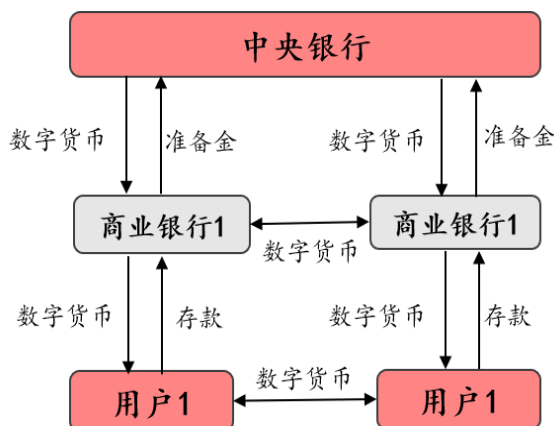 中央银行
数字货币
准备金
数字货币
准备金
商业银行1
商业银行1
数字货币
数字货币
存款
数字货币
存款
数字货币
用户1
用户1